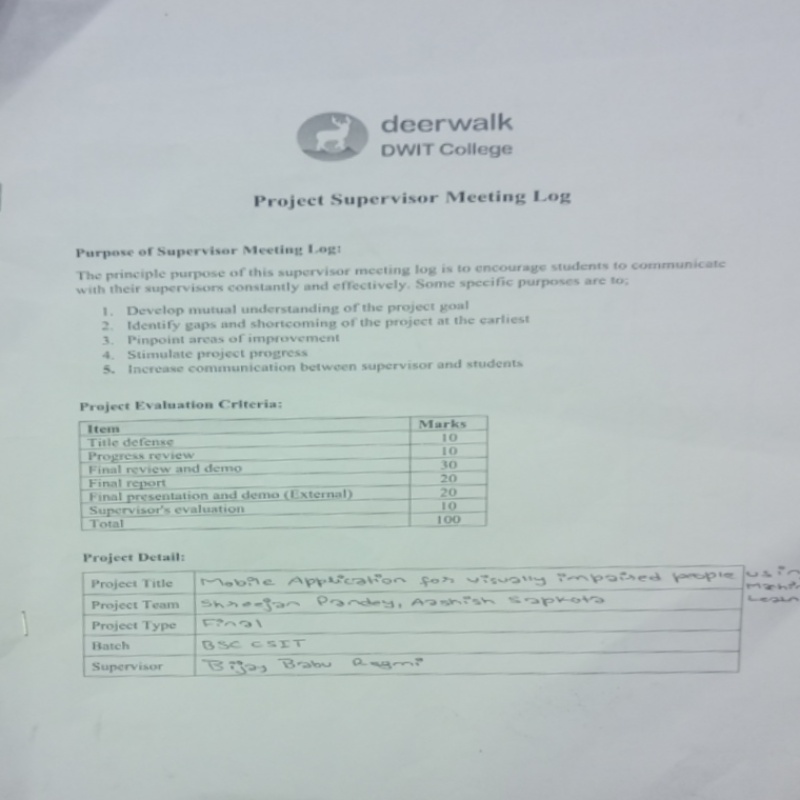 deerwalk
DWIT College
Project Supervisor Meeting Log
Purpose of Supervisor Meeting Log:
The principle purpose of this supervisor meeting log is to encourage students to communicate
with their supervisors constantly and effectively. Some specific purposes are to;
1. Develop mutual understanding of the project goal
2. Identify gaps and shortcoming of the project at the earliest
3. Pinpoint areas of improvement
4. Stimulate project progress
5. Increase communication between supervisor and students
Project Evaluation Criteria:
Item Marks
Title defense 10
Progress review 10
Final review and demo 30
Final report 20
Final presentation and demo (External) 20
Supervisor's evaluation 10
Total 100
Project Detail:
Project Title Mobile Application for visually impaired people
Project Team Shreejan Pandey, Aashish Sapkota
Project Type Final
Batch BSC CSIT
Supervisor Bijay Babu Regmi